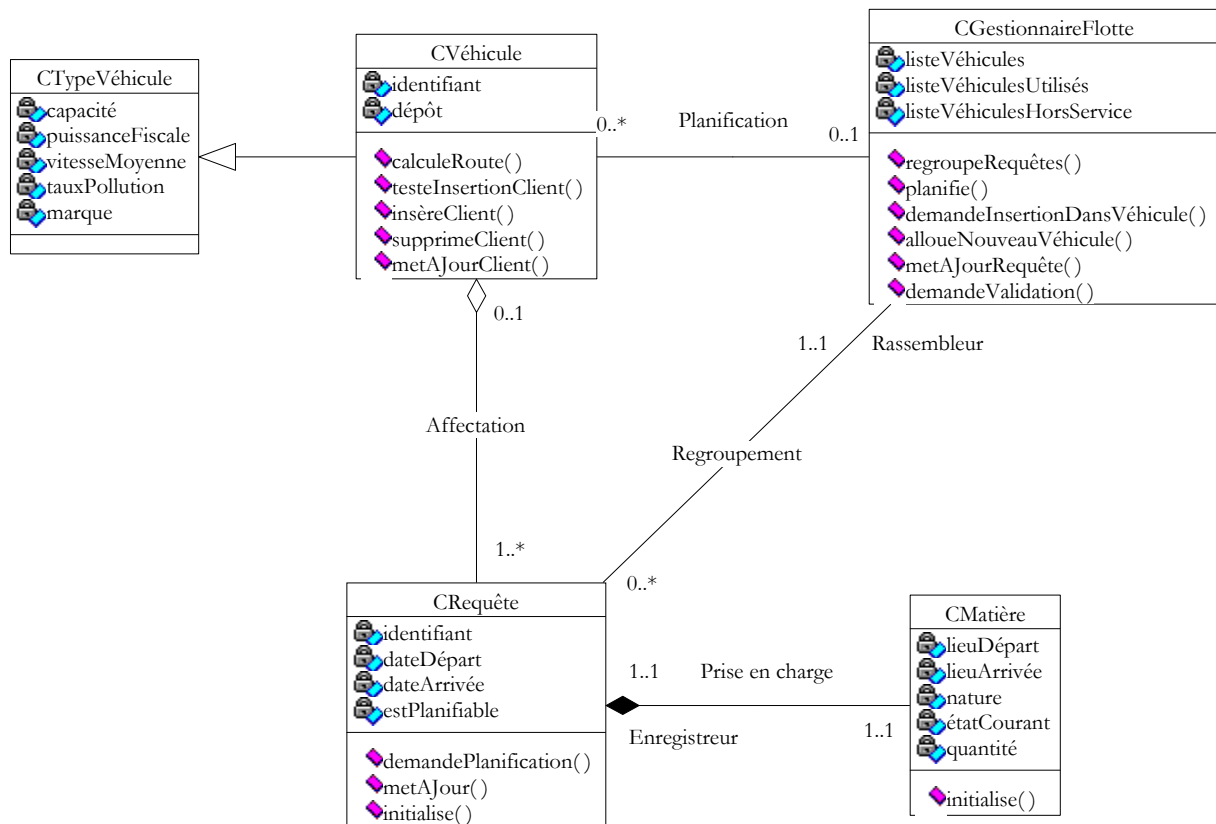 CTypeVéhicule
capacité
puissanceFiscale
vitesseMoyenne
tauxPollution
marque
CVéhicule
identifiant
dépôt
calculeRoute()
testeInsertionClient()
insèreClient()
supprimeClient()
metAJourClient()
0..*
Planification
0..1
CGestionnaireFlotte
listeVéhicules
listeVéhiculesUtilisés
listeVéhiculesHorsService
regroupeRequêtes()
planifie()
demandeInsertionDansVéhicule()
alloueNouveauVéhicule()
metAJourRequête()
demandeValidation()
0..1
Affectation
1..*
1..1
Rassembleur
Regroupement
0..*
CRequête
identifiant
dateDépart
dateArrivée
estPlanifiable
demandePlanification()
metAJour()
initialise()
1..1
Prise en charge
Enregistreur
1..1
CMatière
lieuDépart
lieuArrivée
nature
étatCourant
quantité
initialise()